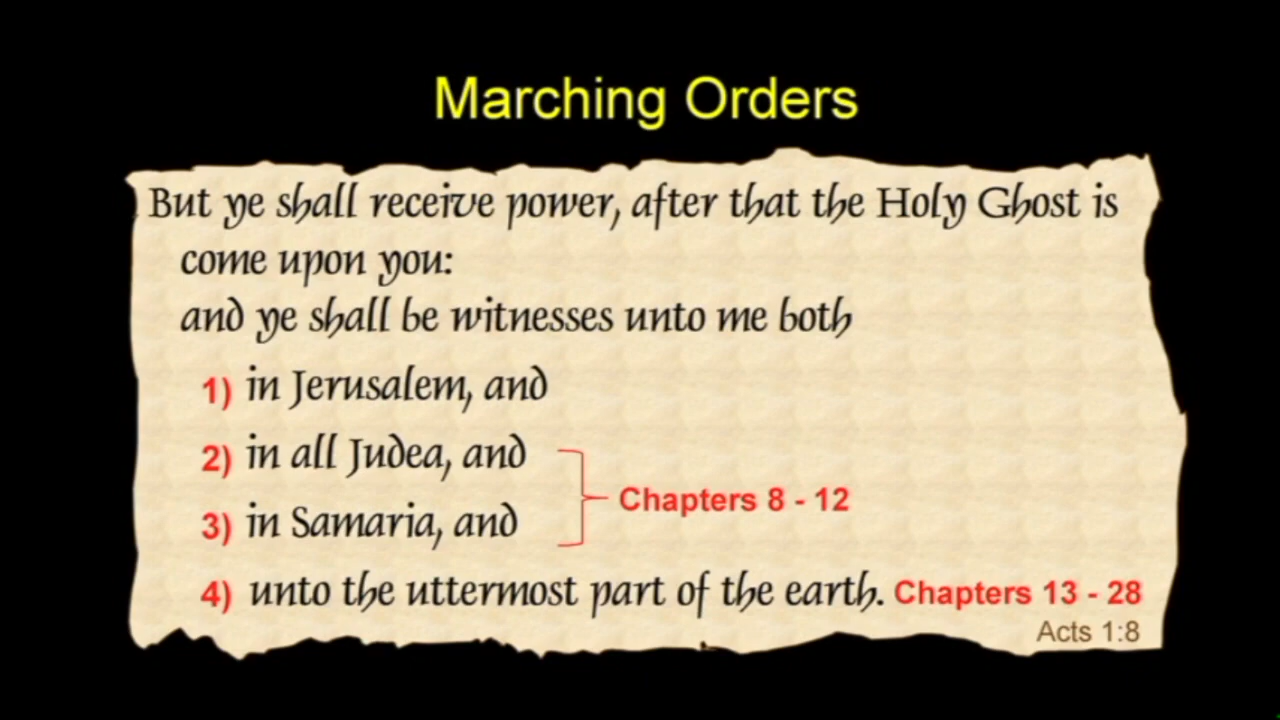 Marching Orders
But ye shall receive power, after that the Holy Ghost is
come upon you:
and ye shall be witnesses unto me both
1) in Jerusalem, and
2) in all Judea, and
Chapters 8 - 12
3) in Samaria, and
4) unto the uttermost part of the earth. Chapters 13 - 28
Acts 1:8